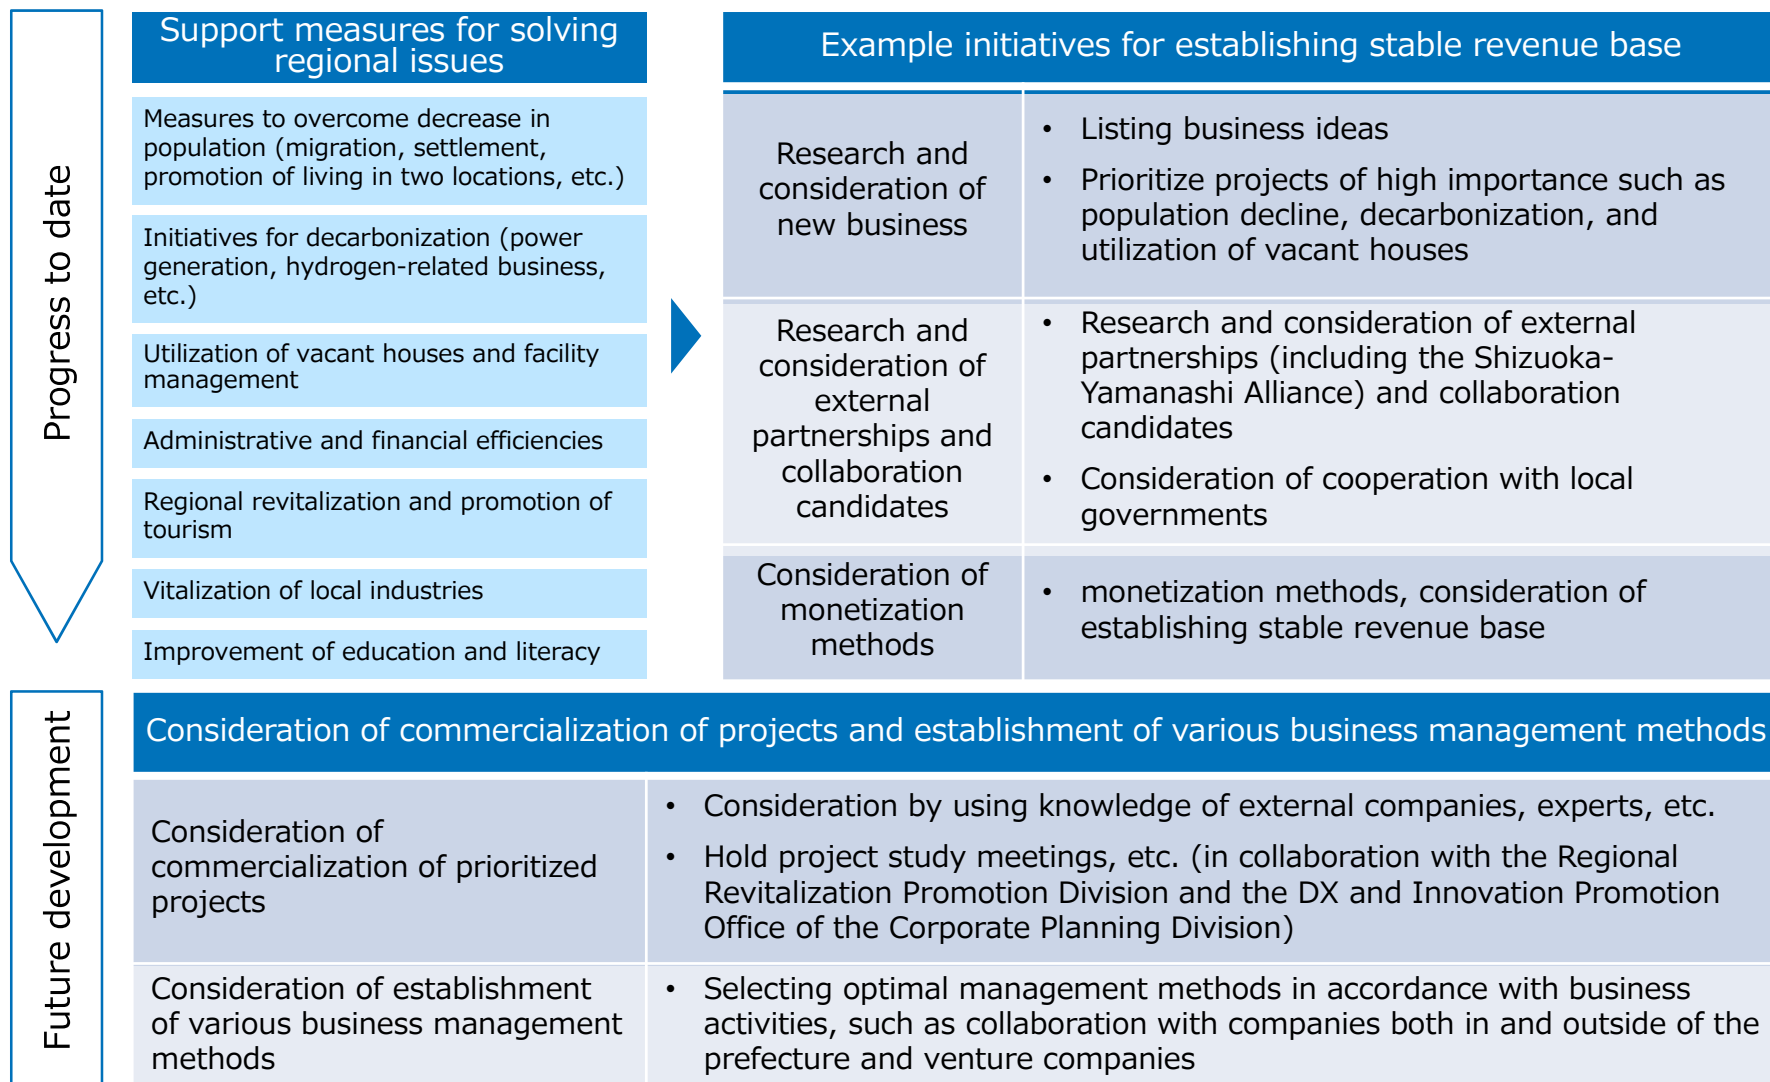 Progress to date
Support measures for solving
regional issues
Measures to overcome decrease in
population (migration, settlement,
promotion of living in two locations, etc.)
Initiatives for decarbonization (power
generation, hydrogen-related business,
etc.)
Utilization of vacant houses and facility
management
Administrative and financial efficiencies
Regional revitalization and promotion of
tourism
Vitalization of local industries
Improvement of education and literacy
Example initiatives for establishing stable revenue base
Research and
consideration of
new business
• Listing business ideas
• Prioritize projects of high importance such as
population decline, decarbonization, and
utilization of vacant houses
Research and
consideration of
external
partnerships and
collaboration
candidates
• Research and consideration of external
partnerships (including the Shizuoka-
Yamanashi Alliance) and collaboration
candidates
• Consideration of cooperation with local
governments
Consideration of
monetization
methods
• monetization methods, consideration of
establishing stable revenue base
Future development
Consideration of commercialization of projects and establishment of various business management methods
Consideration of
commercialization of prioritized
projects
• Consideration by using knowledge of external companies, experts, etc.
• Hold project study meetings, etc. (in collaboration with the Regional
Revitalization Promotion Division and the DX and Innovation Promotion
Office of the Corporate Planning Division)
Consideration of establishment
of various business management
methods
• Selecting optimal management methods in accordance with business
activities, such as collaboration with companies both in and outside of the
prefecture and venture companies